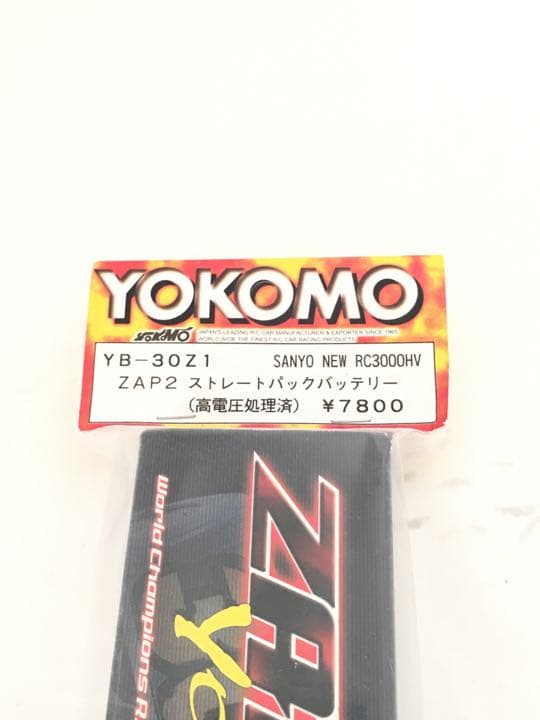 YOKOMO
YOKOMO JAPAN'S LEADING R/C CAR MANUFACTURER & EXPORTER SINCE 1965
WORLD WIDE THE FINEST R/C CAR RACING PRODUCTS
YB-30Z1 SANYO NEW RC3000HV
ZAP2 ストレートパックバッテリー
(高電圧処理済) ¥7800
World Champions R
Yo